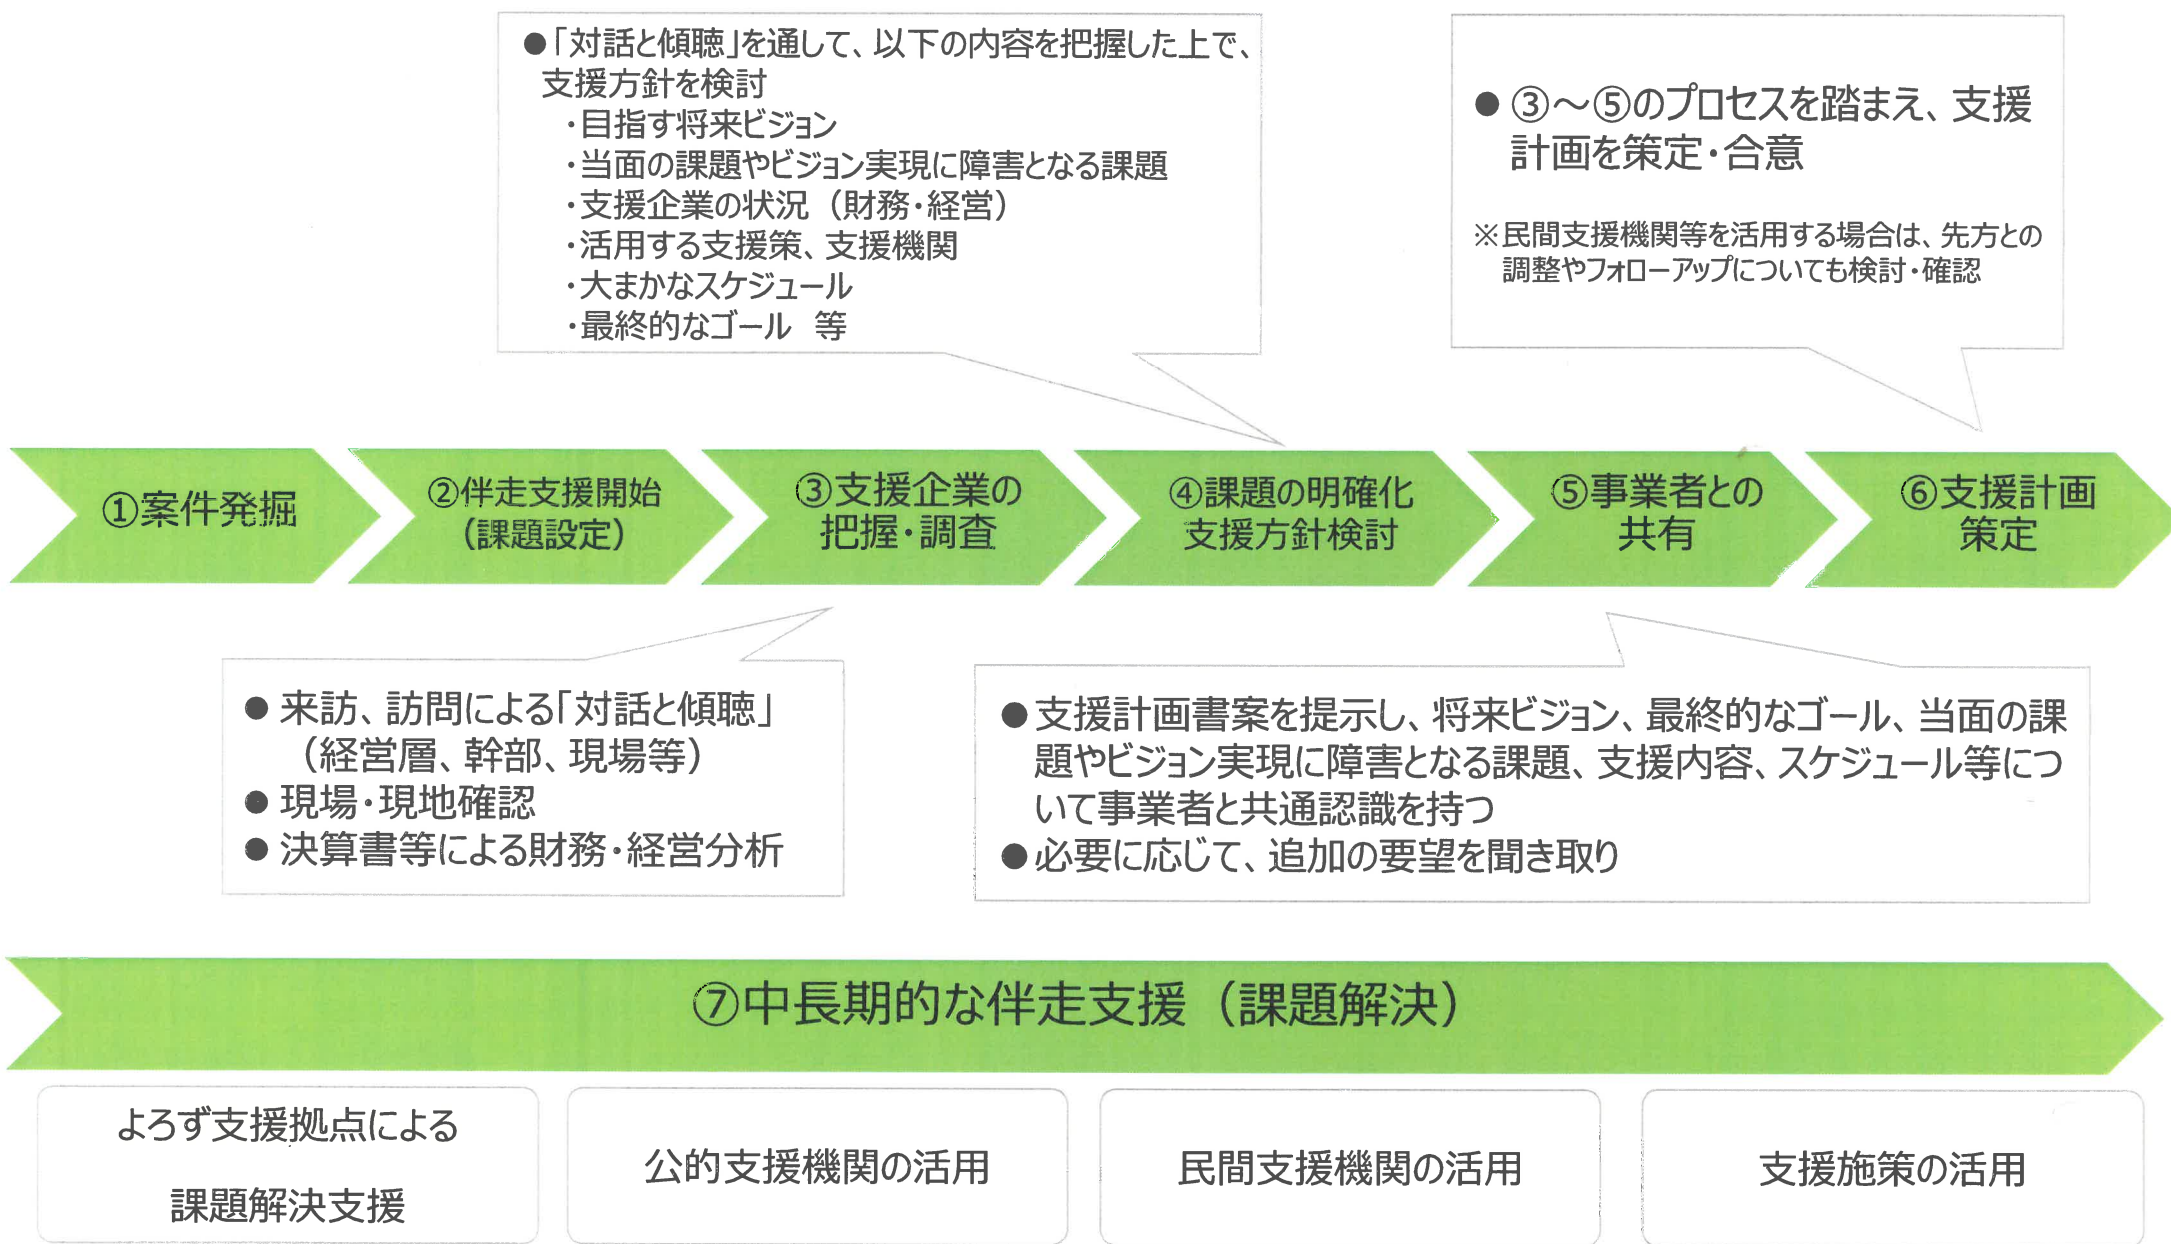 ●「対話と傾聴」を通して、以下の内容を把握した上で、
支援方針を検討
・目指す将来ビジョン
・当面の課題やビジョン実現に障害となる課題
・支援企業の状況（財務・経営）
・活用する支援策、支援機関
・大まかなスケジュール
・最終的なゴール　等
● ③～⑤のプロセスを踏まえ、支援
計画を策定・合意
※民間支援機関等を活用する場合は、先方との
調整やフォローアップについても検討・確認
①案件発掘
②伴走支援開始
（課題設定）
③支援企業の
把握・調査
④課題の明確化
支援方針検討
⑤事業者との
共有
⑥支援計画
策定
● 来訪、訪問による「対話と傾聴」
（経営層、幹部、現場等）
● 現場・現地確認
● 決算書等による財務・経営分析
● 支援計画書案を提示し、将来ビジョン、最終的なゴール、当面の課
題やビジョン実現に障害となる課題、支援内容、スケジュール等につ
いて事業者と共通認識を持つ
● 必要に応じて、追加の要望を聞き取り
⑦中長期的な伴走支援（課題解決）
よろず支援拠点による
課題解決支援
公的支援機関の活用
民間支援機関の活用
支援施策の活用